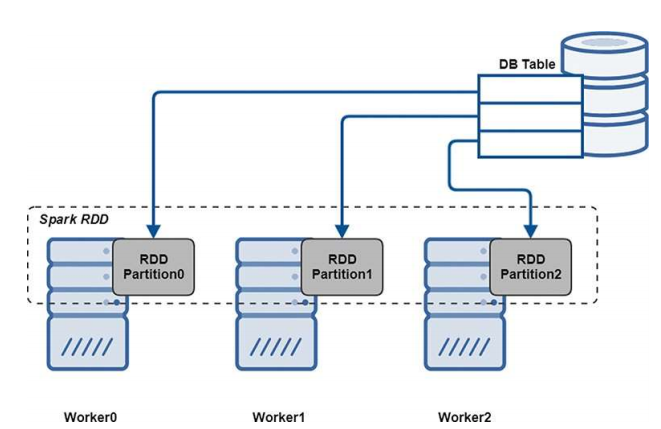 DB Table
Spark RDD
RDD
Partition0
RDD
Partition1
RDD
Partition2
Worker0
Worker1
Worker2